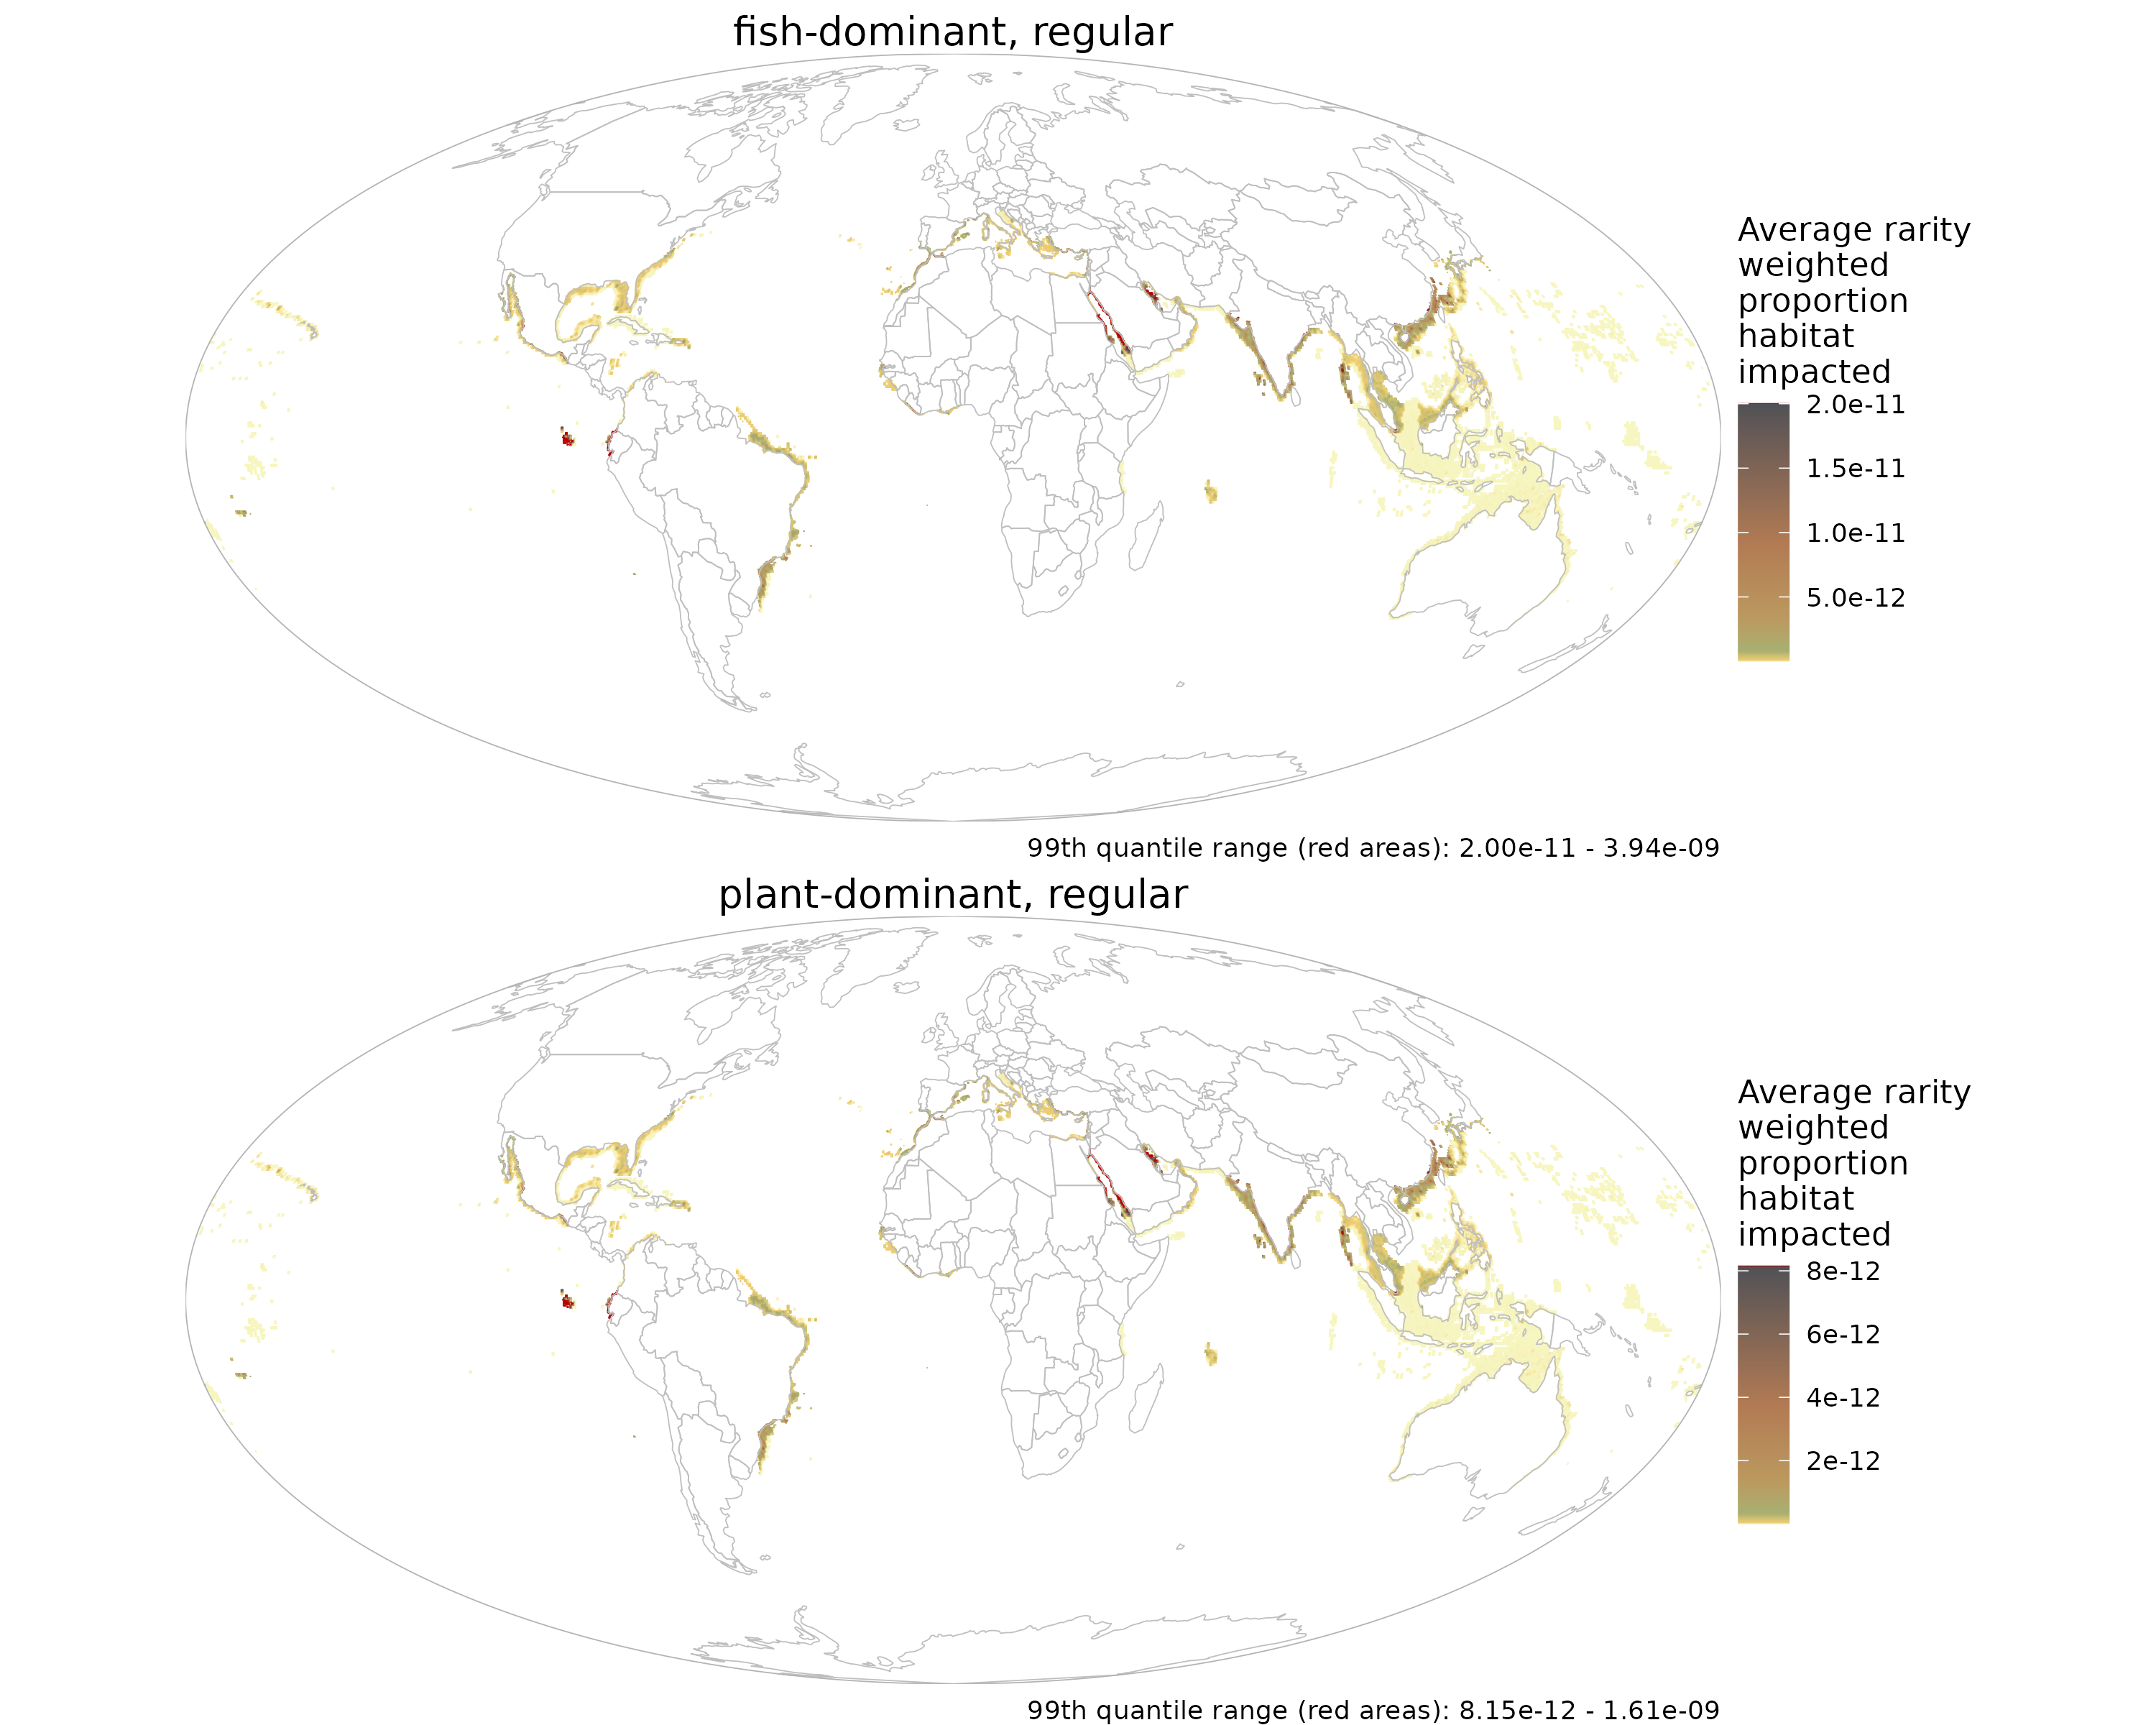 fish-dominant, regular
Average rarity
weighted
proportion
habitat
impacted
2.0e-11
1.5e-11
1.0e-11
5.0e-12
99th quantile range (red areas): 2.00e-11 - 3.94e-09
plant-dominant, regular
Average rarity
weighted
proportion
habitat
impacted
8e-12
6e-12
4e-12
2e-12
99th quantile range (red areas): 8.15e-12 - 1.61e-09